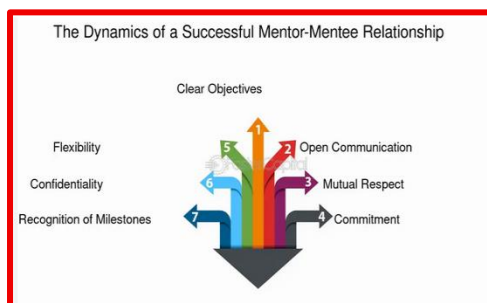 The Dynamics of a Successful Mentor-Mentee Relationship
Clear Objectives
1
Flexibility
5
2
Open Communication
Confidentiality
6
3
Mutual Respect
Recognition of Milestones
7
4
Commitment